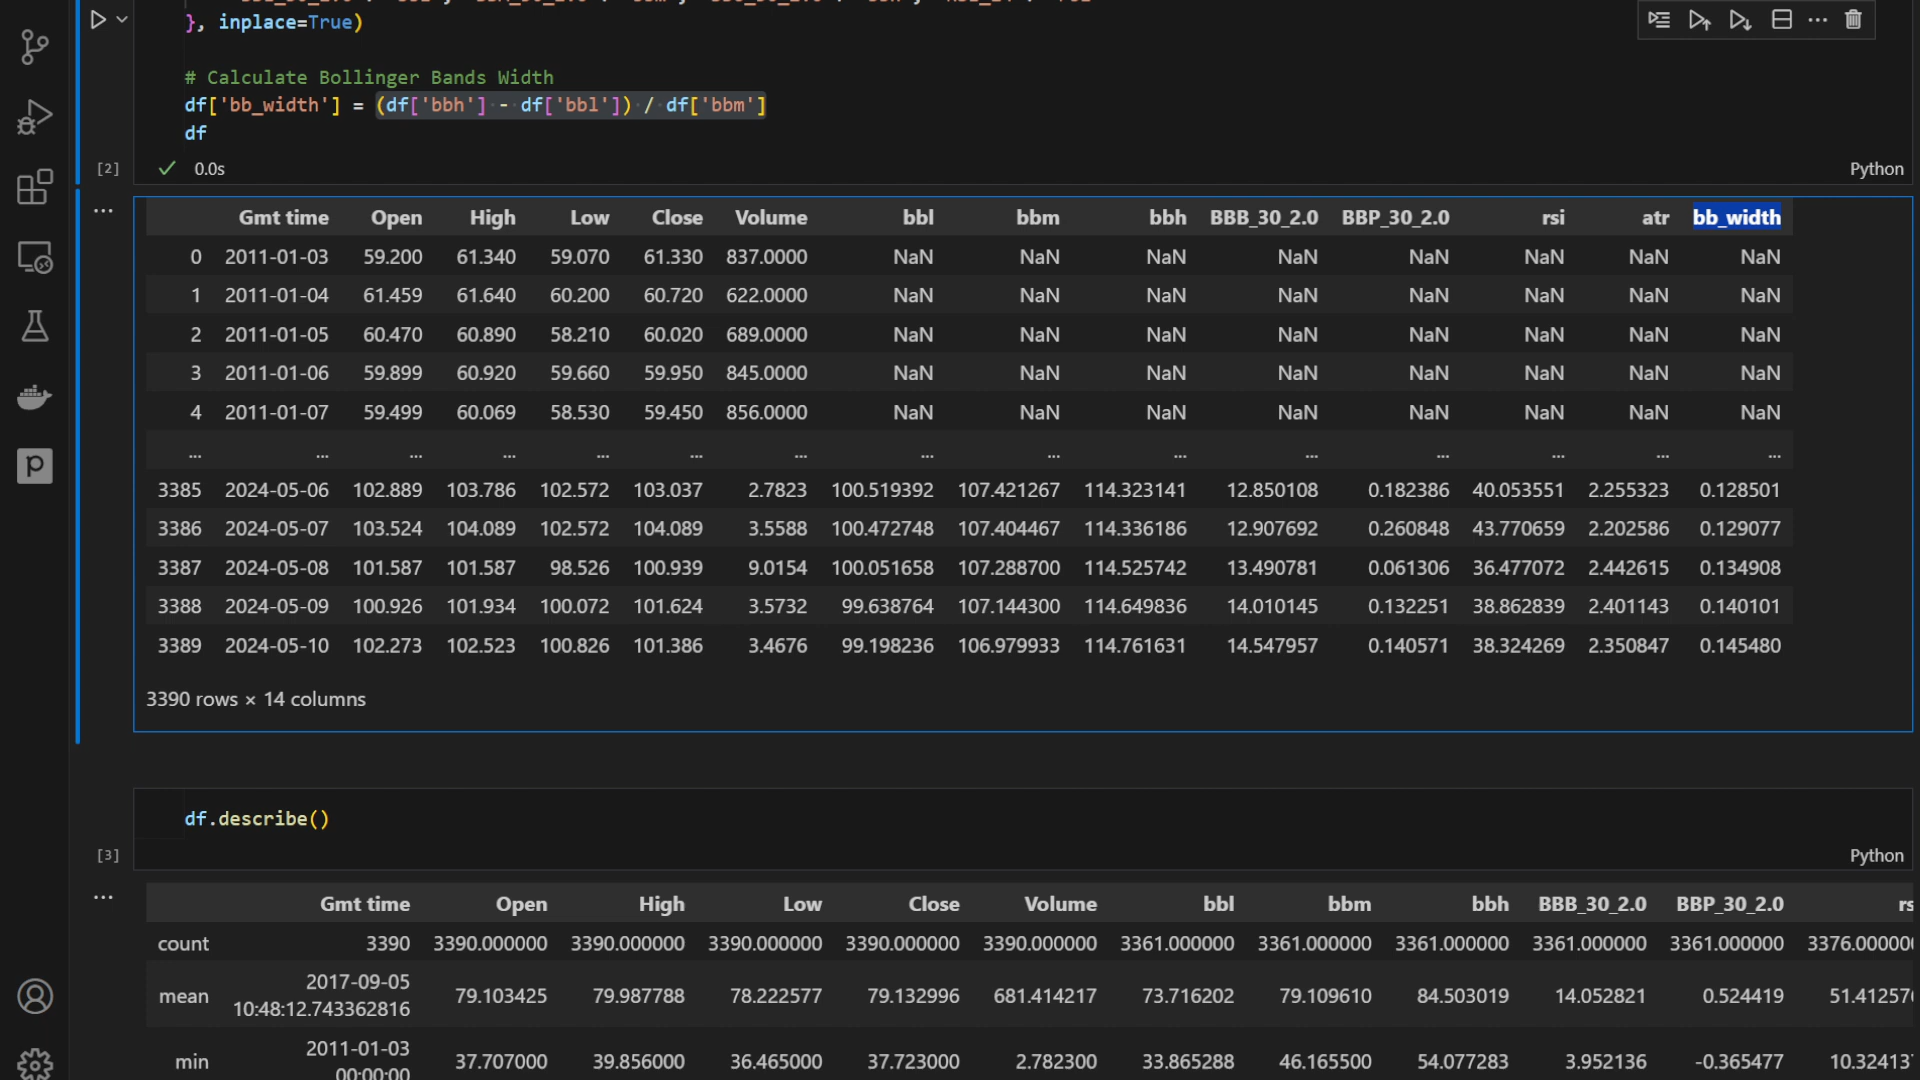 }, inplace=True)
# Calculate Bollinger Bands Width
df['bb_width'] = (df['bbh'] - df['bbl']) / df['bbm']
df
[2] 0.0s Python
Gmt time Open High Low Close Volume bbl bbm bbh BBB_30_2.0 BBP_30_2.0 rsi atr bb_width
0 2011-01-03 59.200 61.340 59.070 61.330 837.0000 NaN NaN NaN NaN NaN NaN NaN NaN
1 2011-01-04 61.459 61.640 60.200 60.720 622.0000 NaN NaN NaN NaN NaN NaN NaN NaN
2 2011-01-05 60.470 60.890 58.210 60.020 689.0000 NaN NaN NaN NaN NaN NaN NaN NaN
3 2011-01-06 59.899 60.920 59.660 59.950 845.0000 NaN NaN NaN NaN NaN NaN NaN NaN
4 2011-01-07 59.499 60.069 58.530 59.450 856.0000 NaN NaN NaN NaN NaN NaN NaN NaN
... ... ... ... ... ... ... ... ... ... ... ... ... ... ...
3385 2024-05-06 102.889 103.786 102.572 103.037 2.7823 100.519392 107.421267 114.323141 12.850108 0.182386 40.053551 2.255323 0.128501
3386 2024-05-07 103.524 104.089 102.572 104.089 3.5588 100.472748 107.404467 114.336186 12.907692 0.260848 43.770659 2.202586 0.129077
3387 2024-05-08 101.587 101.587 98.526 100.939 9.0154 100.051658 107.288700 114.525742 13.490781 0.061306 36.477072 2.442615 0.134908
3388 2024-05-09 100.926 101.934 100.072 101.624 3.5732 99.638764 107.144300 114.649836 14.010145 0.132251 38.862839 2.401143 0.140101
3389 2024-05-10 102.273 102.523 100.826 101.386 3.4676 99.198236 106.979933 114.761631 14.547957 0.140571 38.324269 2.350847 0.145480
3390 rows × 14 columns
df.describe()
[3] Python
Gmt time Open High Low Close Volume bbl bbm bbh BBB_30_2.0 BBP_30_2.0 rs
count 3390 3390.000000 3390.000000 3390.000000 3390.000000 3390.000000 3361.000000 3361.000000 3361.000000 3361.000000 3361.000000 3376.00000
mean 2017-09-05 10:48:12.743362816 79.103425 79.987788 78.222577 79.132996 681.414217 73.716202 79.109610 84.503019 14.052821 0.524419 51.41257
min 2011-01-03 00:00:00 37.707000 39.856000 36.465000 37.723000 2.782300 33.865288 46.165500 54.077283 3.952136 -0.365477 10.32413